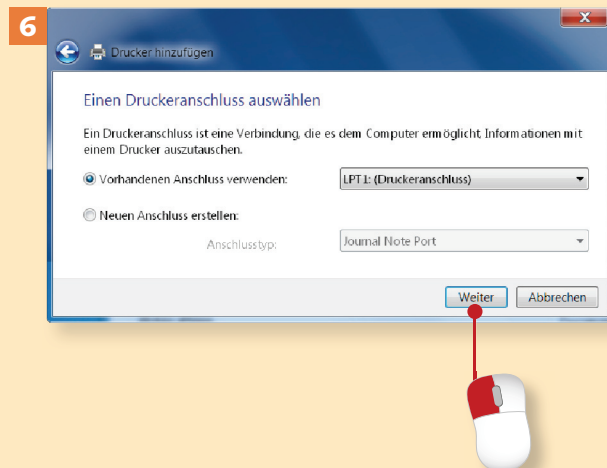 6
Drucker hinzufügen
Einen Druckeranschluss auswählen
Ein Druckeranschluss ist eine Verbindung, die es dem Computer ermöglicht, Informationen mit
einem Drucker auszutauschen.
Vorhandenen Anschluss verwenden: LPT1: (Druckeranschluss)
Neuen Anschluss erstellen:
Anschlusstyp: Journal Note Port
Weiter Abbrechen